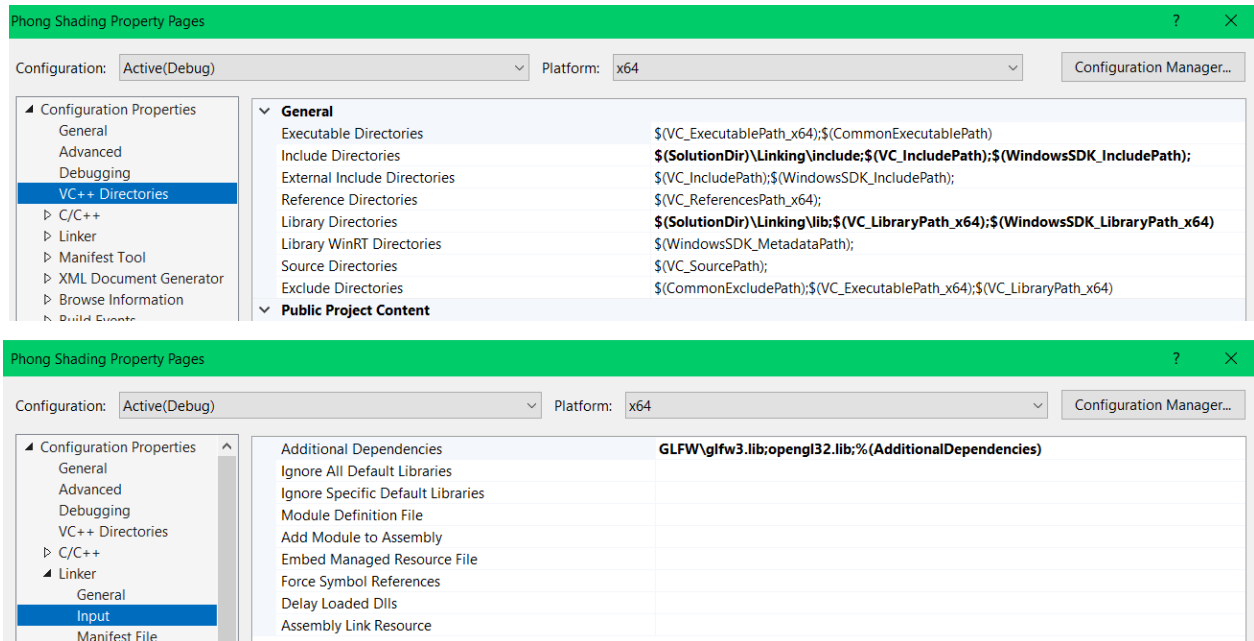 Phong Shading Property Pages ? ×
Configuration: Active(Debug) Platform: x64 Configuration Manager...
Configuration Properties General
General Executable Directories $(VC_ExecutablePath_x64);$(CommonExecutablePath)
Advanced Include Directories $(SolutionDir)\Linking\include;$(VC_IncludePath);$(WindowsSDK_IncludePath);
Debugging External Include Directories $(VC_IncludePath);$(WindowsSDK_IncludePath);
VC++ Directories Reference Directories $(VC_ReferencesPath_x64);
C/C++ Library Directories $(SolutionDir)\Linking\lib;$(VC_LibraryPath_x64);$(WindowsSDK_LibraryPath_x64)
Linker Library WinRT Directories $(WindowsSDK_MetadataPath);
Manifest Tool Source Directories $(VC_SourcePath);
XML Document Generator Exclude Directories $(CommonExcludePath);$(VC_ExecutablePath_x64);$(VC_LibraryPath_x64)
Browse Information Public Project Content
Build Events
Phong Shading Property Pages ? ×
Configuration: Active(Debug) Platform: x64 Configuration Manager...
Configuration Properties Additional Dependencies GLFW\glfw3.lib;opengl32.lib;%(AdditionalDependencies)
General Ignore All Default Libraries
Advanced Ignore Specific Default Libraries
Debugging Module Definition File
VC++ Directories Add Module to Assembly
C/C++ Embed Managed Resource File
Linker Force Symbol References
General Delay Loaded Dlls
Input Assembly Link Resource
Manifest File